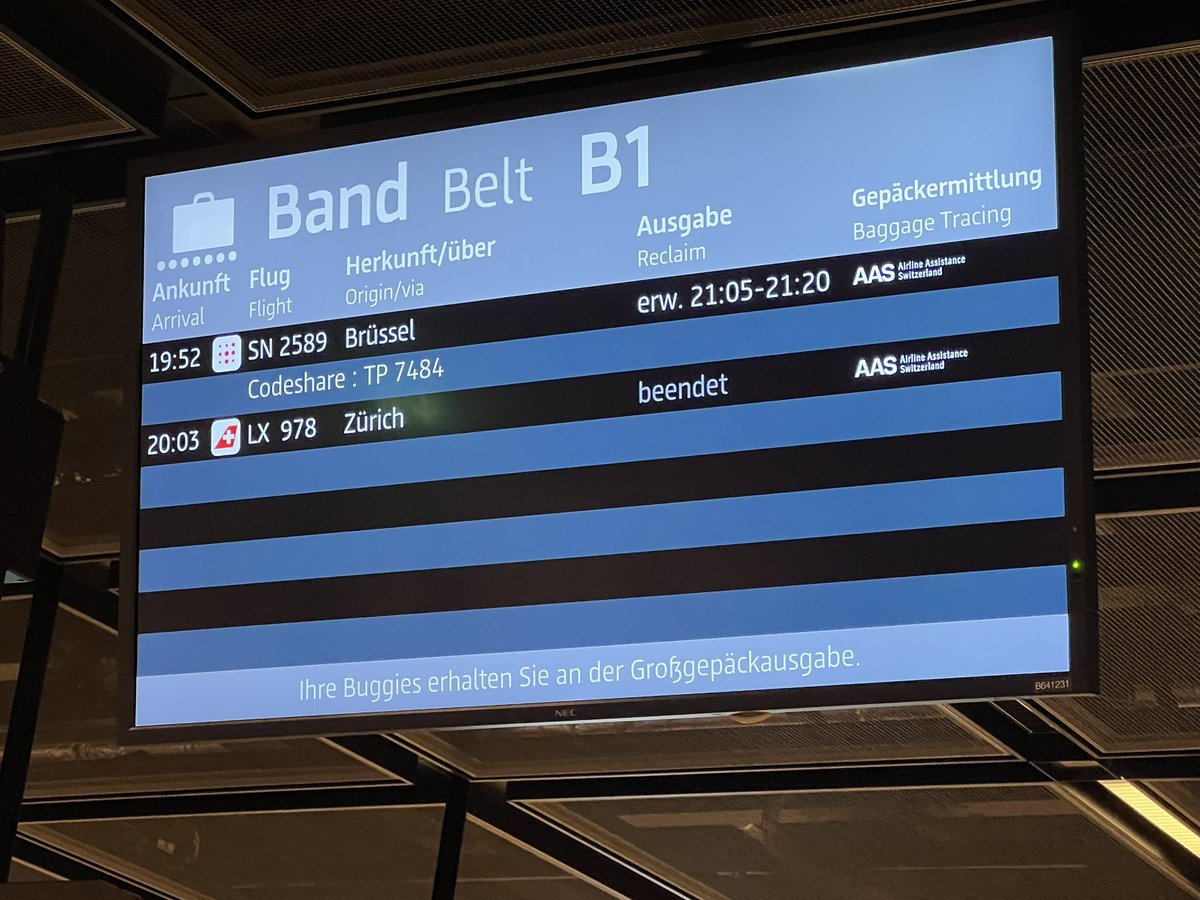 Band Belt B1
Ankunft Flug Herkunft/über Ausgabe Gepäckermittlung
Arrival Flight Origin/via Reclaim Baggage Tracing
19:52 SN 2589 Brüssel erw. 21:05-21:20 AAS Airline Assistance Switzerland
Codeshare : TP 7484
20:03 LX 978 Zürich beendet AAS Airline Assistance Switzerland
Ihre Buggies erhalten Sie an der Großgepäckausgabe.
NEC
B641231